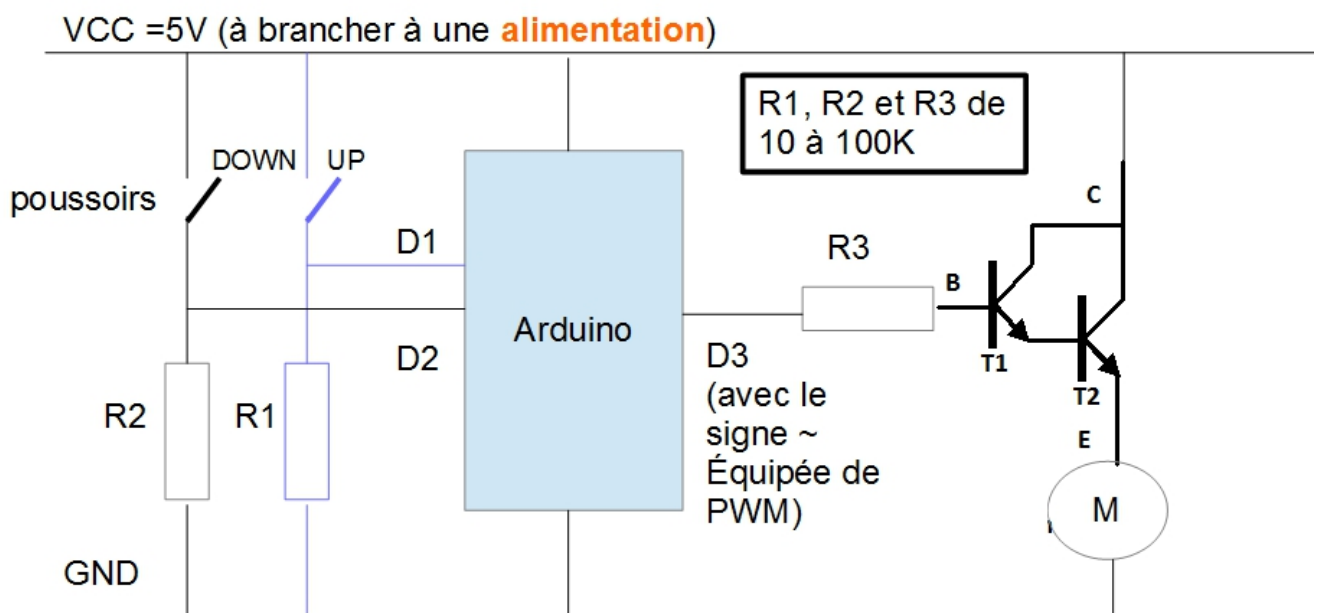 VCC =5V (à brancher à une alimentation)
R1, R2 et R3 de
10 à 100K
DOWN
UP
poussoirs
C
D1
R3
B
Arduino
D2
D3
(avec le
signe ~
Équipée de
PWM)
T1
T2
R2
R1
E
M
GND